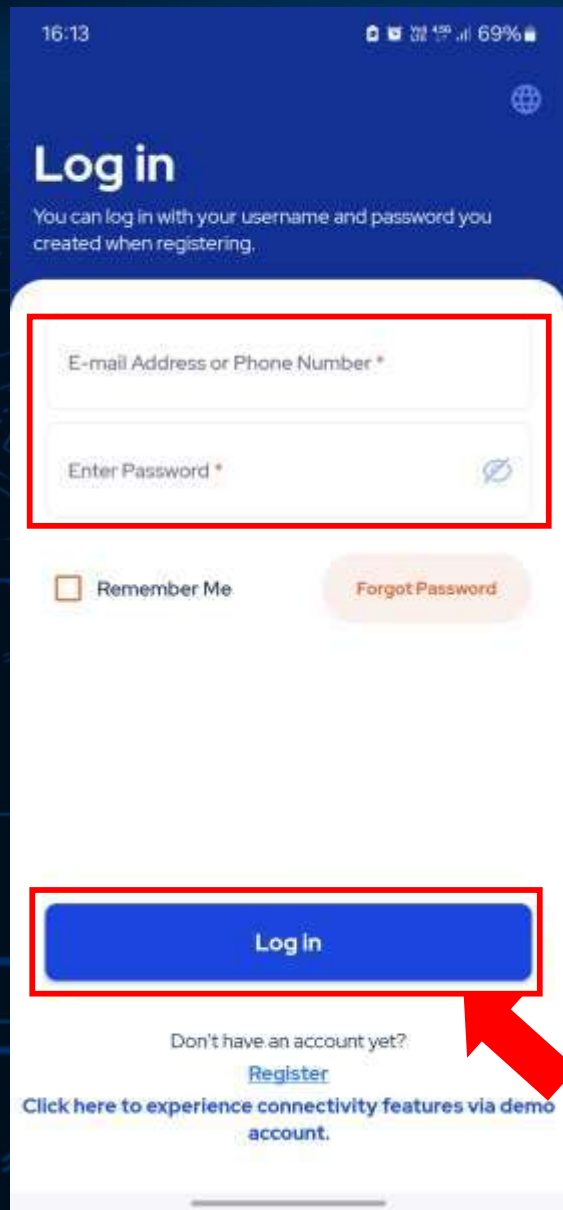 16:13
69%
Log in
You can log in with your username and password you
created when registering.
E-mail Address or Phone Number *
Enter Password *
Remember Me
Forgot Password
Log in
Don't have an account yet?
Register
Click here to experience connectivity features via demo
account.